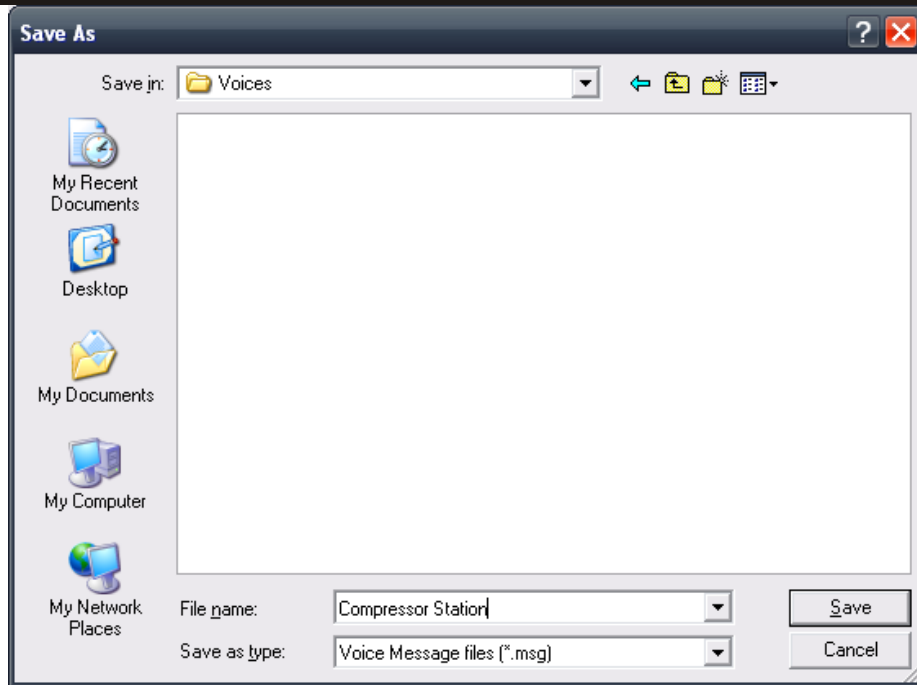 Save As
Save in:
Voices
My Recent
Documents
Desktop
My Documents
My Computer
My Network
Places
File name:
Compressor Station
Save
Save as type:
Voice Message files (*.msg)
Cancel